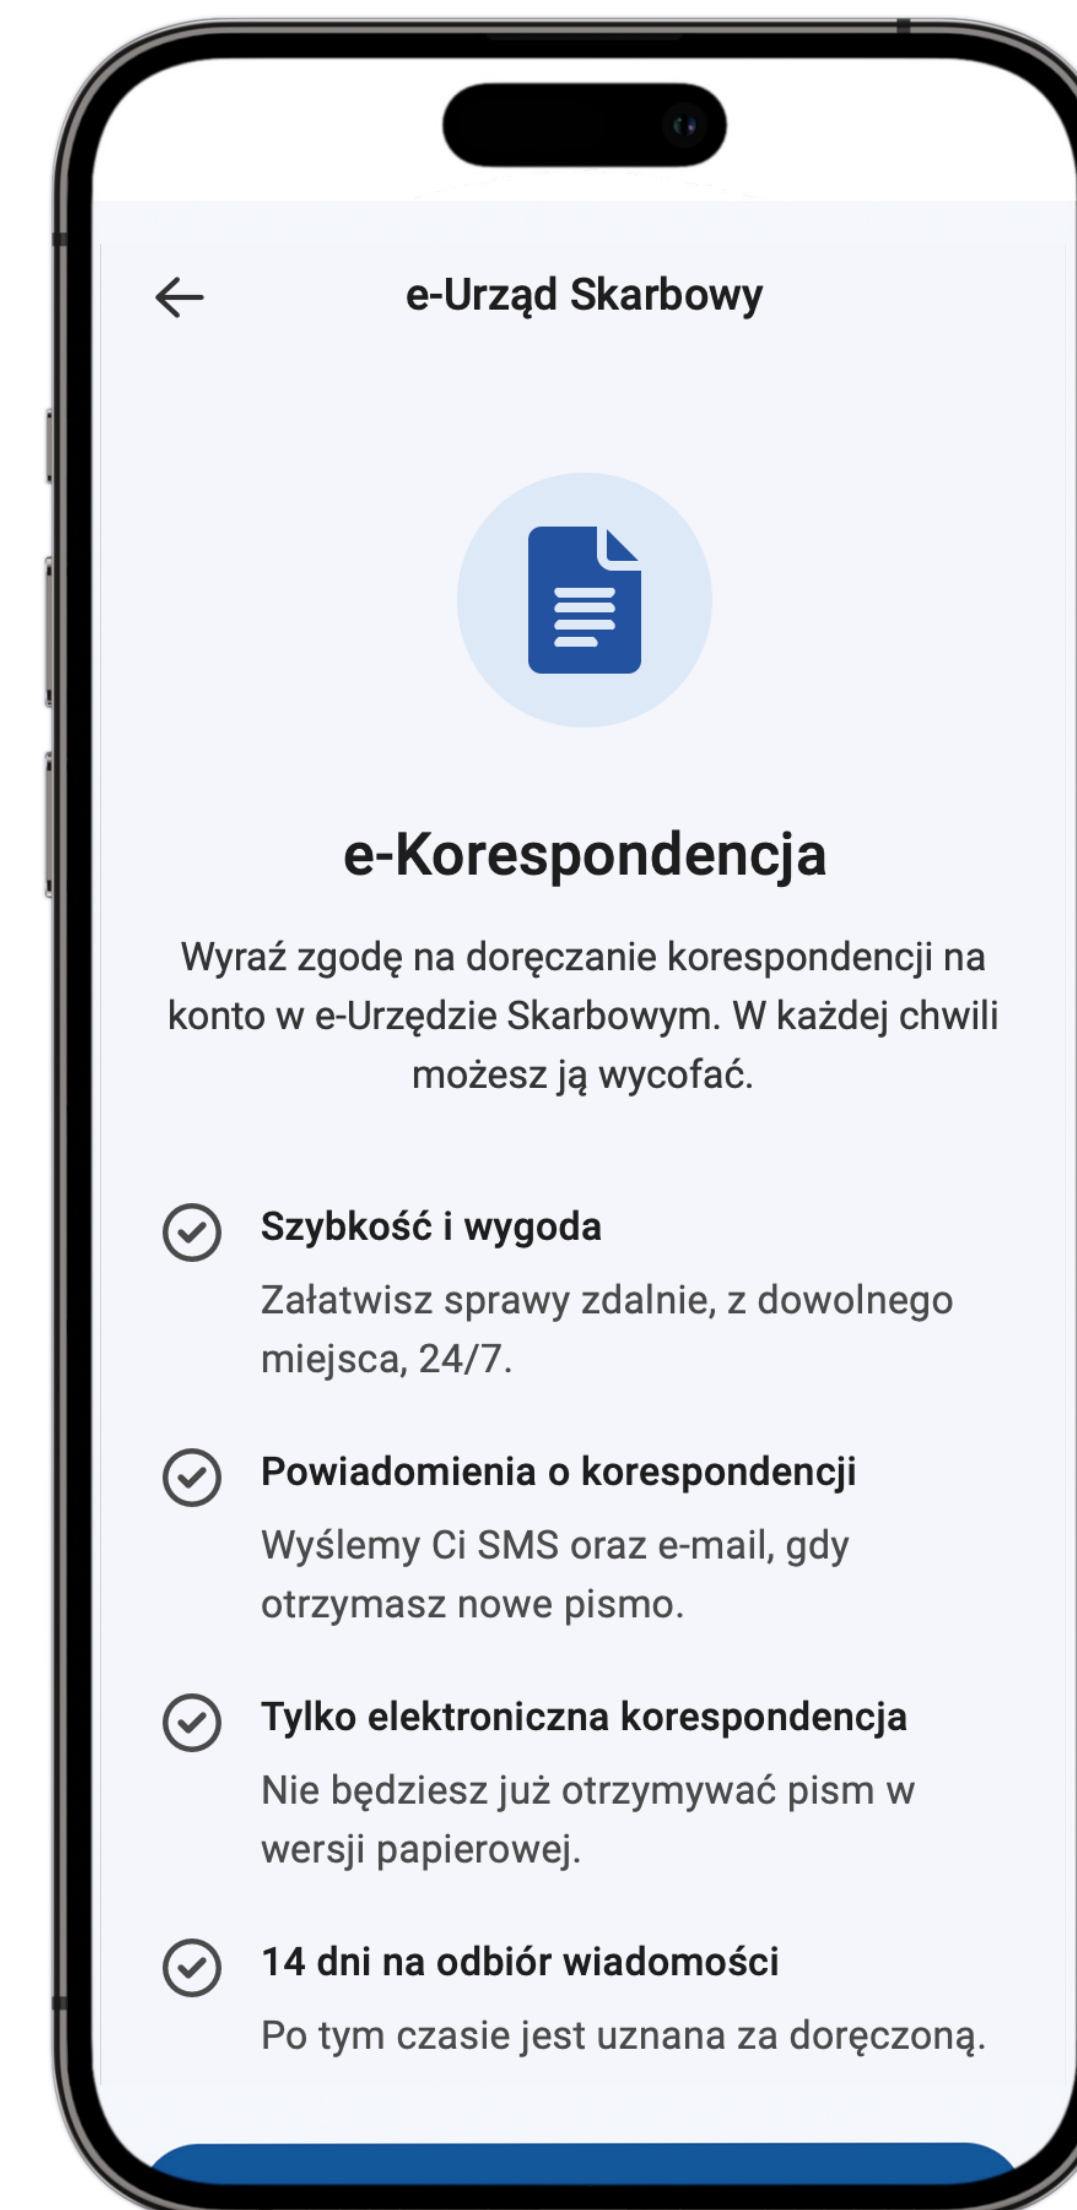 e-Urząd Skarbowy
e-Korespondencja
Wyraź zgodę na doręczanie korespondencji na
konto w e-Urzędzie Skarbowym. W każdej chwili
możesz ją wycofać.
Szybkość i wygoda
Załatwisz sprawy zdalnie, z dowolnego
miejsca, 24/7.
Powiadomienia o korespondencji
Wyślemy Ci SMS oraz e-mail, gdy
otrzymasz nowe pismo.
Tylko elektroniczna korespondencja
Nie będziesz już otrzymywać pism w
wersji papierowej.
14 dni na odbiór wiadomości
Po tym czasie jest uznana za doręczoną.